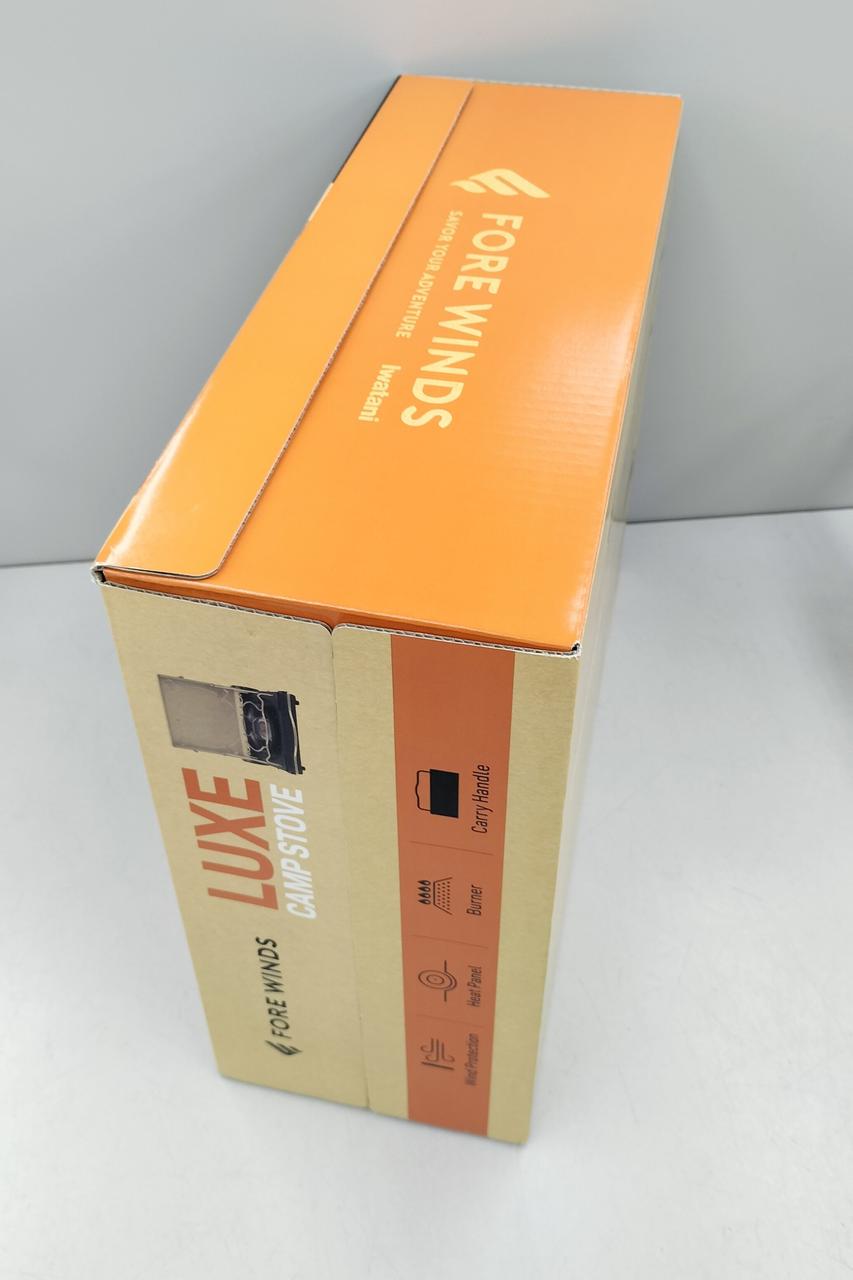 FORE WINDS
SAVOR YOUR ADVENTURE
Iwatani
LUXE
CAMP STOVE
FORE WINDS
Carry Handle
Burner
Heat Panel
Wind Protection